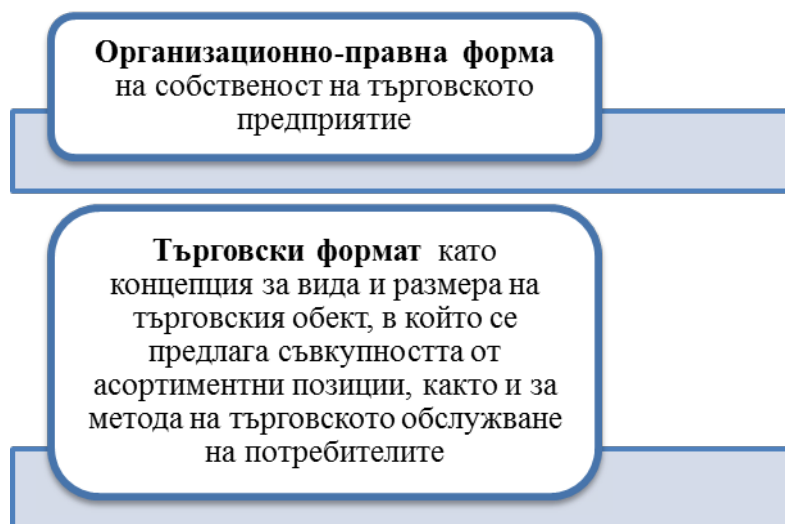 Организационно-правна форма
на собственост на търговското
предприятие
Търговски формат като
концепция за вида и размера на
търговския обект, в който се
предлага съвкупността от
асортиментни позиции, както и за
метода на търговското обслужване
на потребителите